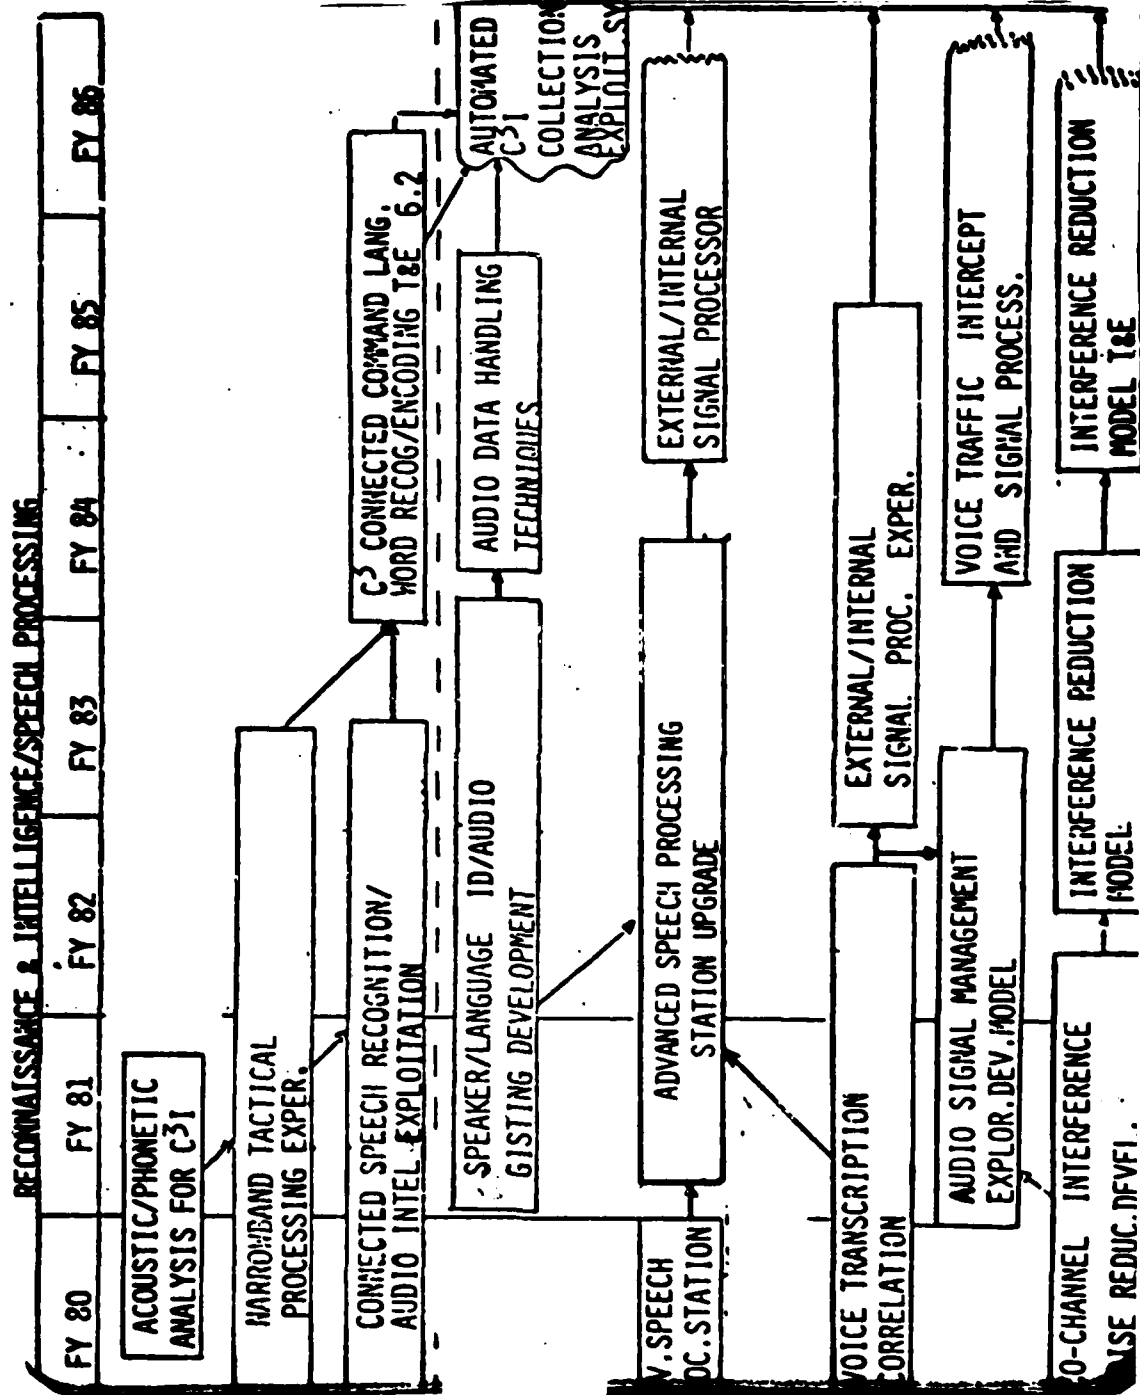 RECONNAISSANCE & INTELLIGENCE/SPEECH PROCESSING
FY 80 FY 81 FY 82 FY 83 FY 84 FY 85 FY 86
ACOUSTIC/PHONETIC
ANALYSIS FOR C3I
NARROWBAND TACTICAL
PROCESSING EXPER.
CONNECTED SPEECH RECOGNITION/
AUDIO INTEL EXPLOITATION
C3 CONNECTED COMMAND LANG.
WORD RECOG/ENCODING T&E 6.2
SPEAKER/LANGUAGE ID/AUDIO
GISTING DEVELOPMENT
AUDIO DATA HANDLING
TECHNIQUES
AUTOMATED
C3I
COLLECTION
ANALYSIS
EXPLOIT.SY
V.SPEECH
OC.STATION
ADVANCED SPEECH PROCESSING
STATION UPGRADE
EXTERNAL/INTERNAL
SIGNAL PROCESSOR
VOICE TRANSCRIPTION
CORRELATION
EXTERNAL/INTERNAL
SIGNAL PROC. EXPER.
AUDIO SIGNAL MANAGEMENT
EXPLOR.DEV.MODEL
VOICE TRAFFIC INTERCEPT
AND SIGNAL PROCESS.
O-CHANNEL INTERFERENCE
ISE REDUC.DEVEL.
INTERFERENCE REDUCTION
MODEL
INTERFERENCE REDUCTION
MODEL T&E